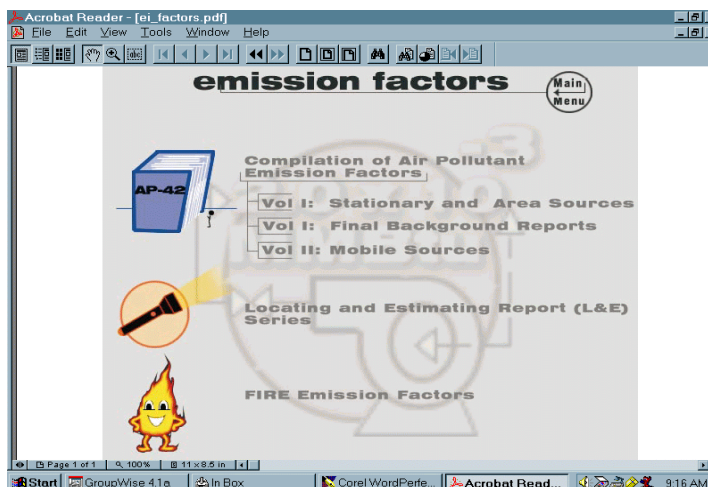 Acrobat Reader - [ei_factors.pdf]
File Edit View Tools Window Help
emission factors
Main
Menu
AP-42
Compilation of Air Pollutant
Emission Factors
Vol I: Stationary and Area Sources
Vol I: Final Background Reports
Vol II: Mobile Sources
Locating and Estimating Report (L&E)
Series
FIRE Emission Factors
Page 1 of 1 100% 11 x 8.5 in
Start GroupWise 4.1a In Box Corel WordPerfe... Acrobat Read... 9:16 AM